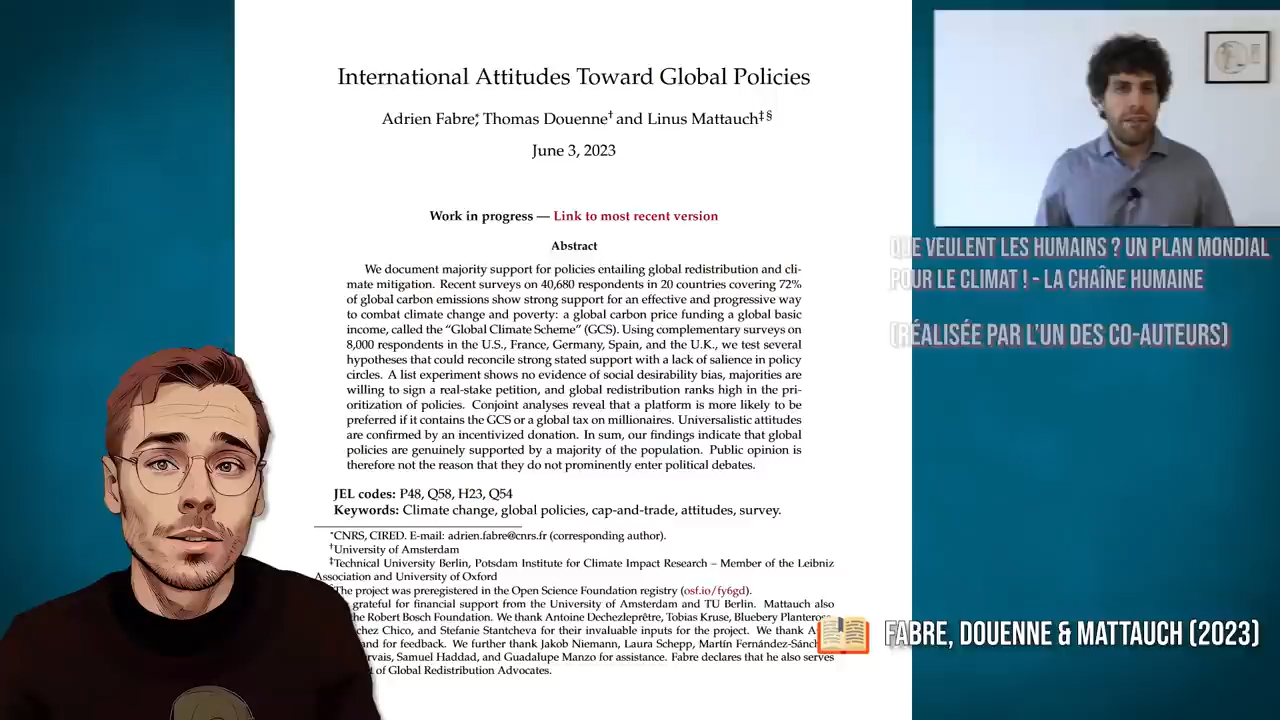 International Attitudes Toward Global Policies
Adrien Fabre*, Thomas Douenne† and Linus Mattauch‡§
June 3, 2023
Work in progress — Link to most recent version
Abstract
We document majority support for policies entailing global redistribution and cli-
mate mitigation. Recent surveys on 40,680 respondents in 20 countries covering 72%
of global carbon emissions show strong support for an effective and progressive way
to combat climate change and poverty: a global carbon price funding a global basic
income, called the “Global Climate Scheme” (GCS). Using complementary surveys on
8,000 respondents in the U.S., France, Germany, Spain, and the U.K., we test several
hypotheses that could reconcile strong stated support with a lack of salience in policy
circles. A list experiment shows no evidence of social desirability bias, majorities are
willing to sign a real-stake petition, and global redistribution ranks high in the pri-
oritization of policies. Conjoint analyses reveal that a platform is more likely to be
preferred if it contains the GCS or a global tax on millionaires. Universalistic attitudes
are confirmed by an incentivized donation. In sum, our findings indicate that global
policies are genuinely supported by a majority of the population. Public opinion is
therefore not the reason that they do not prominently enter political debates.
JEL codes: P48, Q58, H23, Q54
Keywords: Climate change, global policies, cap-and-trade, attitudes, survey.
*CNRS, CIRED. E-mail: adrien.fabre@cnrs.fr (corresponding author).
†University of Amsterdam
‡Technical University Berlin, Potsdam Institute for Climate Impact Research – Member of the Leibniz
Association and University of Oxford
The project was preregistered in the Open Science Foundation registry (osf.io/fy6gd).
grateful for financial support from the University of Amsterdam and TU Berlin. Mattauch also
the Robert Bosch Foundation. We thank Antoine Dechezleprêtre, Tobias Kruse, Bluebery Planterose,
Chico, and Stefanie Stantcheva for their invaluable inputs for the project. We thank
and for feedback. We further thank Jakob Niemann, Laura Schepp, Martín
Samuel Haddad, and Guadalupe Manzo for assistance. Fabre declares that he also serves
of Global Redistribution Advocates.
QUE VEULENT LES HUMAINS ? UN PLAN MONDIAL
POUR LE CLIMAT ! - LA CHAÎNE HUMAINE
(RÉALISÉE PAR L'UN DES CO-AUTEURS)
FABRE, DOUENNE & MATTAUCH (2023)